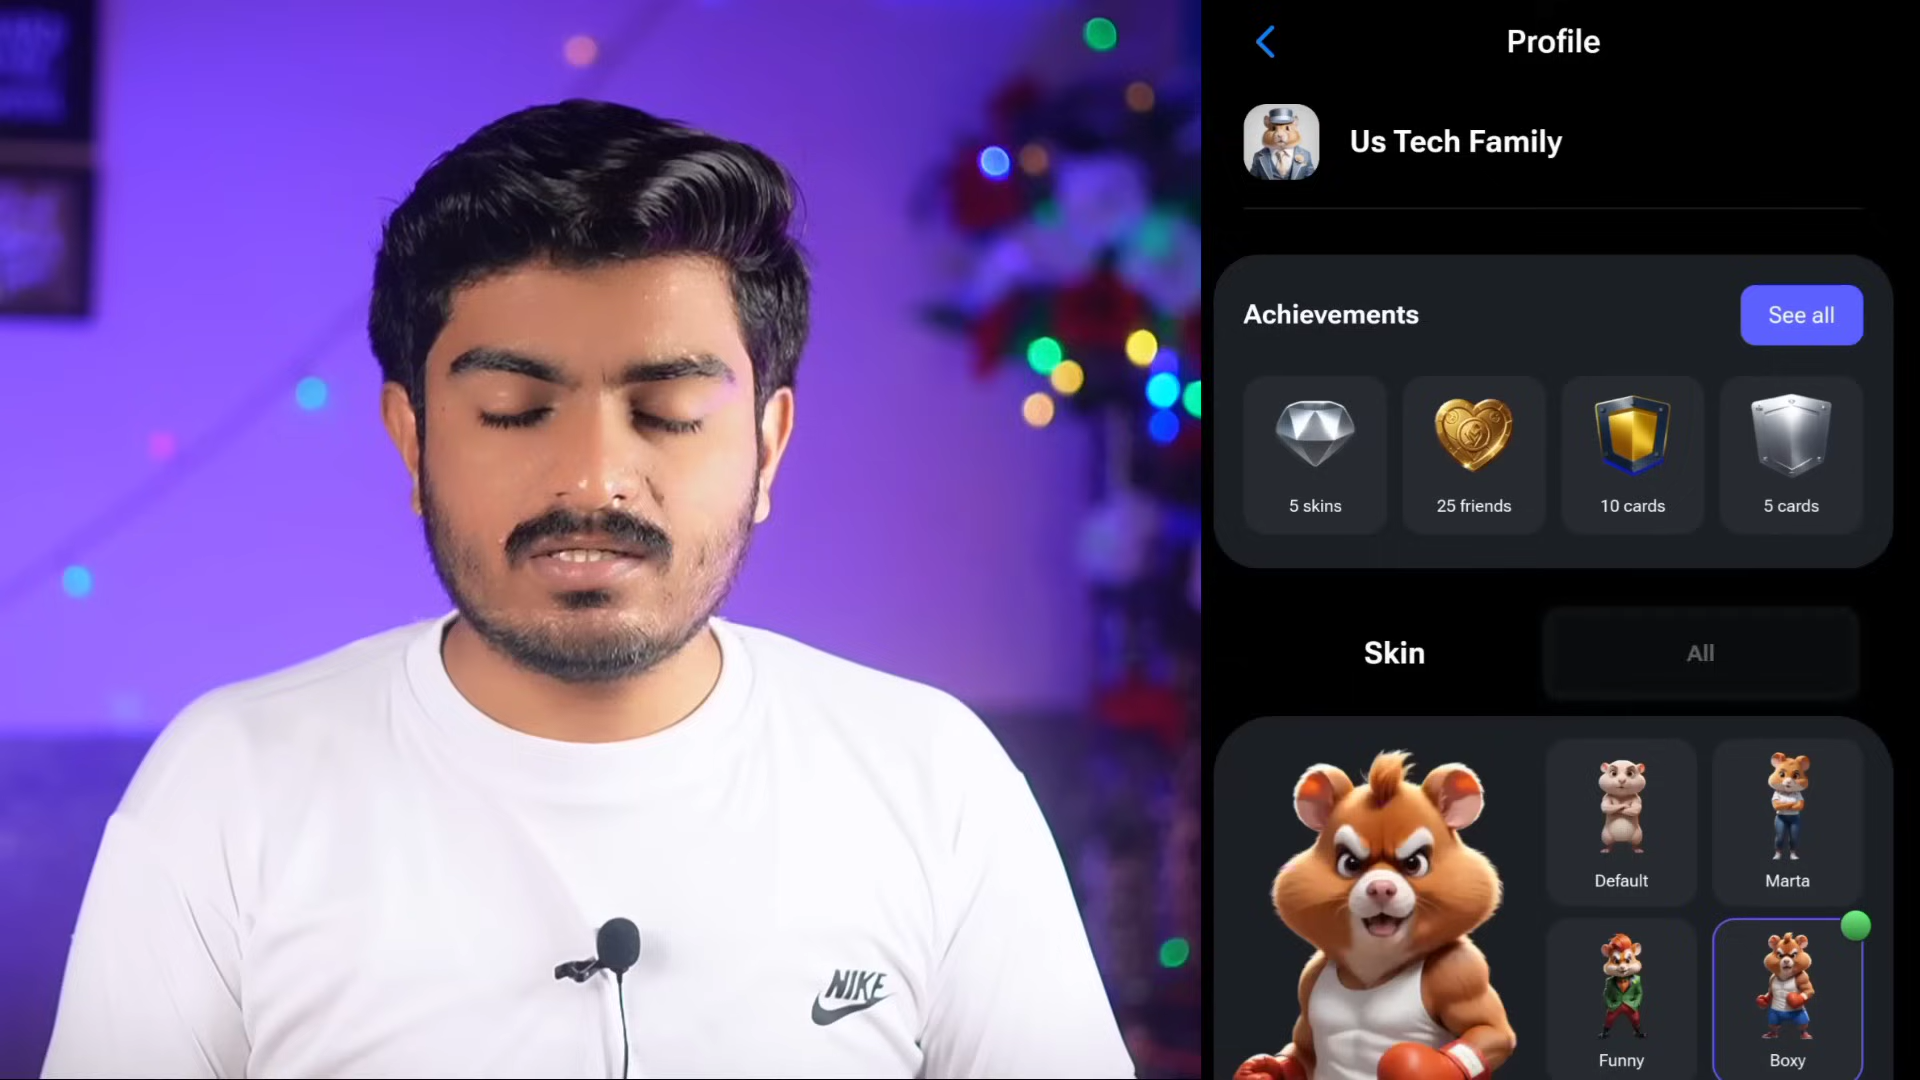 Profile
Us Tech Family
Achievements
See all
5 skins
25 friends
10 cards
5 cards
Skin
All
Default
Marta
Funny
Boxy
NIKE